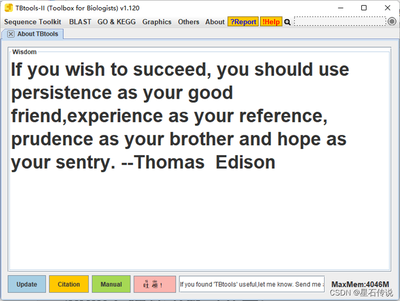 TBtools-II (Toolbox for Biologists) v1.120
Sequence Toolkit BLAST GO & KEGG Graphics Others About ?Report !Help
About TBtools
Wisdom
If you wish to succeed, you should use
persistence as your good
friend,experience as your reference,
prudence as your brother and hope as
your sentry. --Thomas Edison
Update Citation Manual If you found 'TBtools' useful,let me know. Send me MaxMem:4046M
CSDN @星石传说